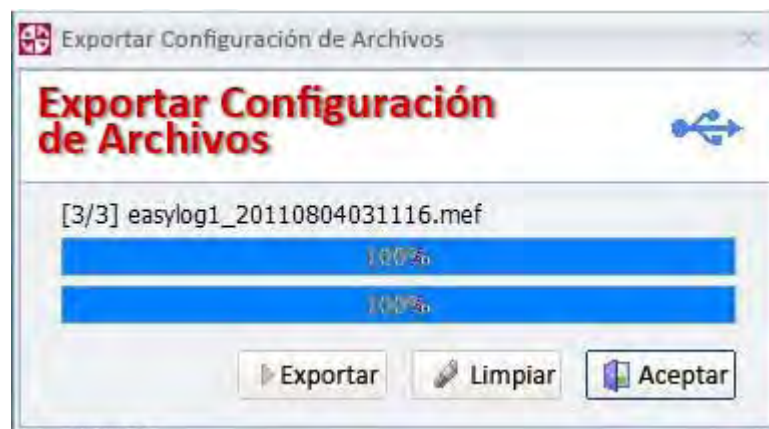 Exportar Configuración de Archivos
Exportar Configuración
de Archivos
[3/3] easylog1_20110804031116.mef
100%
100%
Exportar Limpiar Aceptar